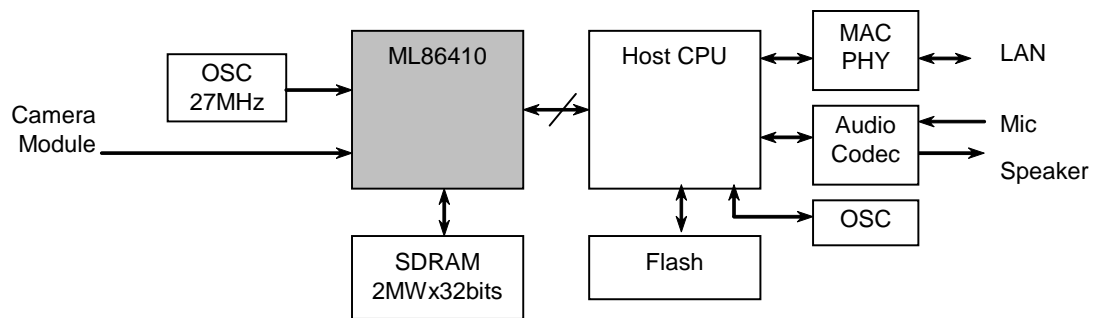 ML86410
Host CPU
MAC
PHY
LAN
OSC
27MHz
Camera
Module
Audio
Codec
Mic
Speaker
OSC
SDRAM
2MWx32bits
Flash